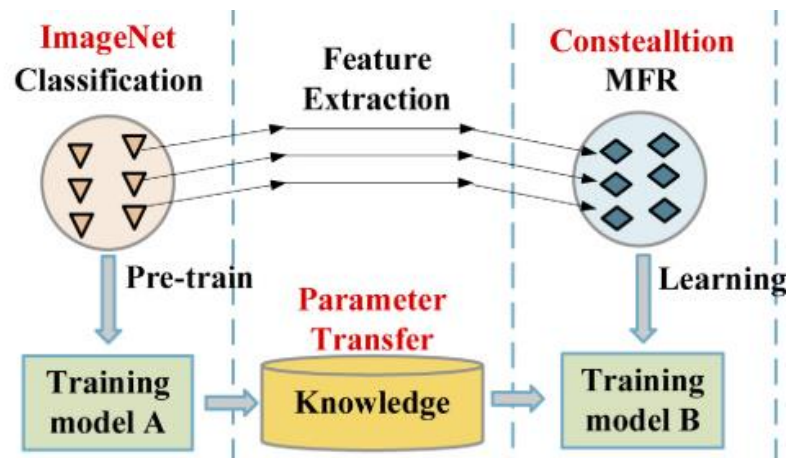 ImageNet
Classification
Feature
Extraction
Constealltion
MFR
Pre-train
Parameter
Transfer
Learning
Training
model A
Knowledge
Training
model B